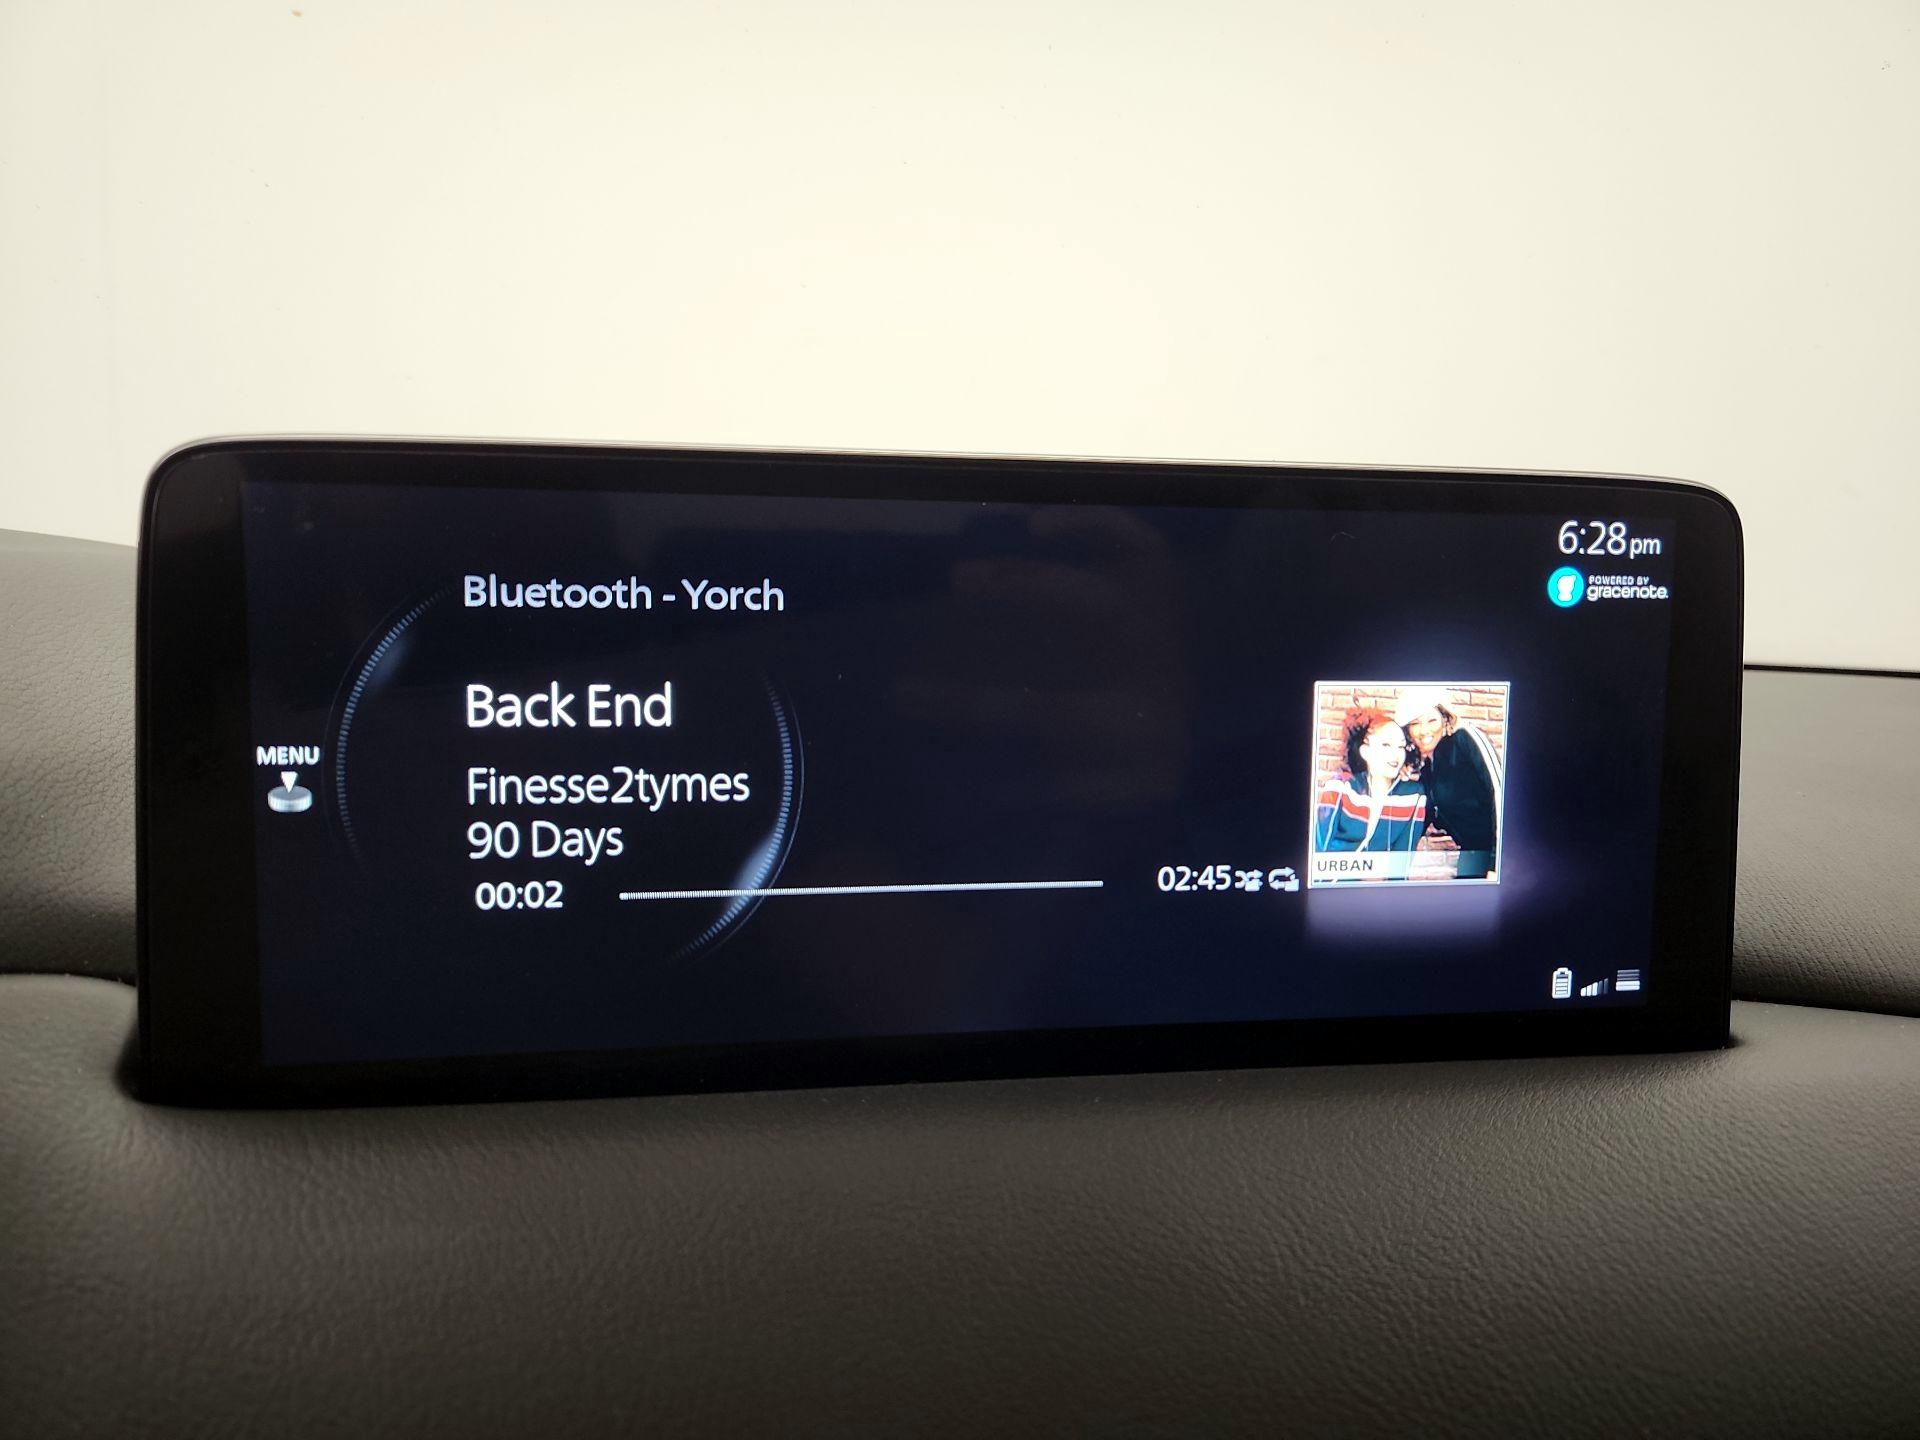 6:28pm
POWERED BY
gracenote.
Bluetooth - Yorch
Back End
MENU
Finesse2tymes
90 Days
00:02
02:45
URBAN